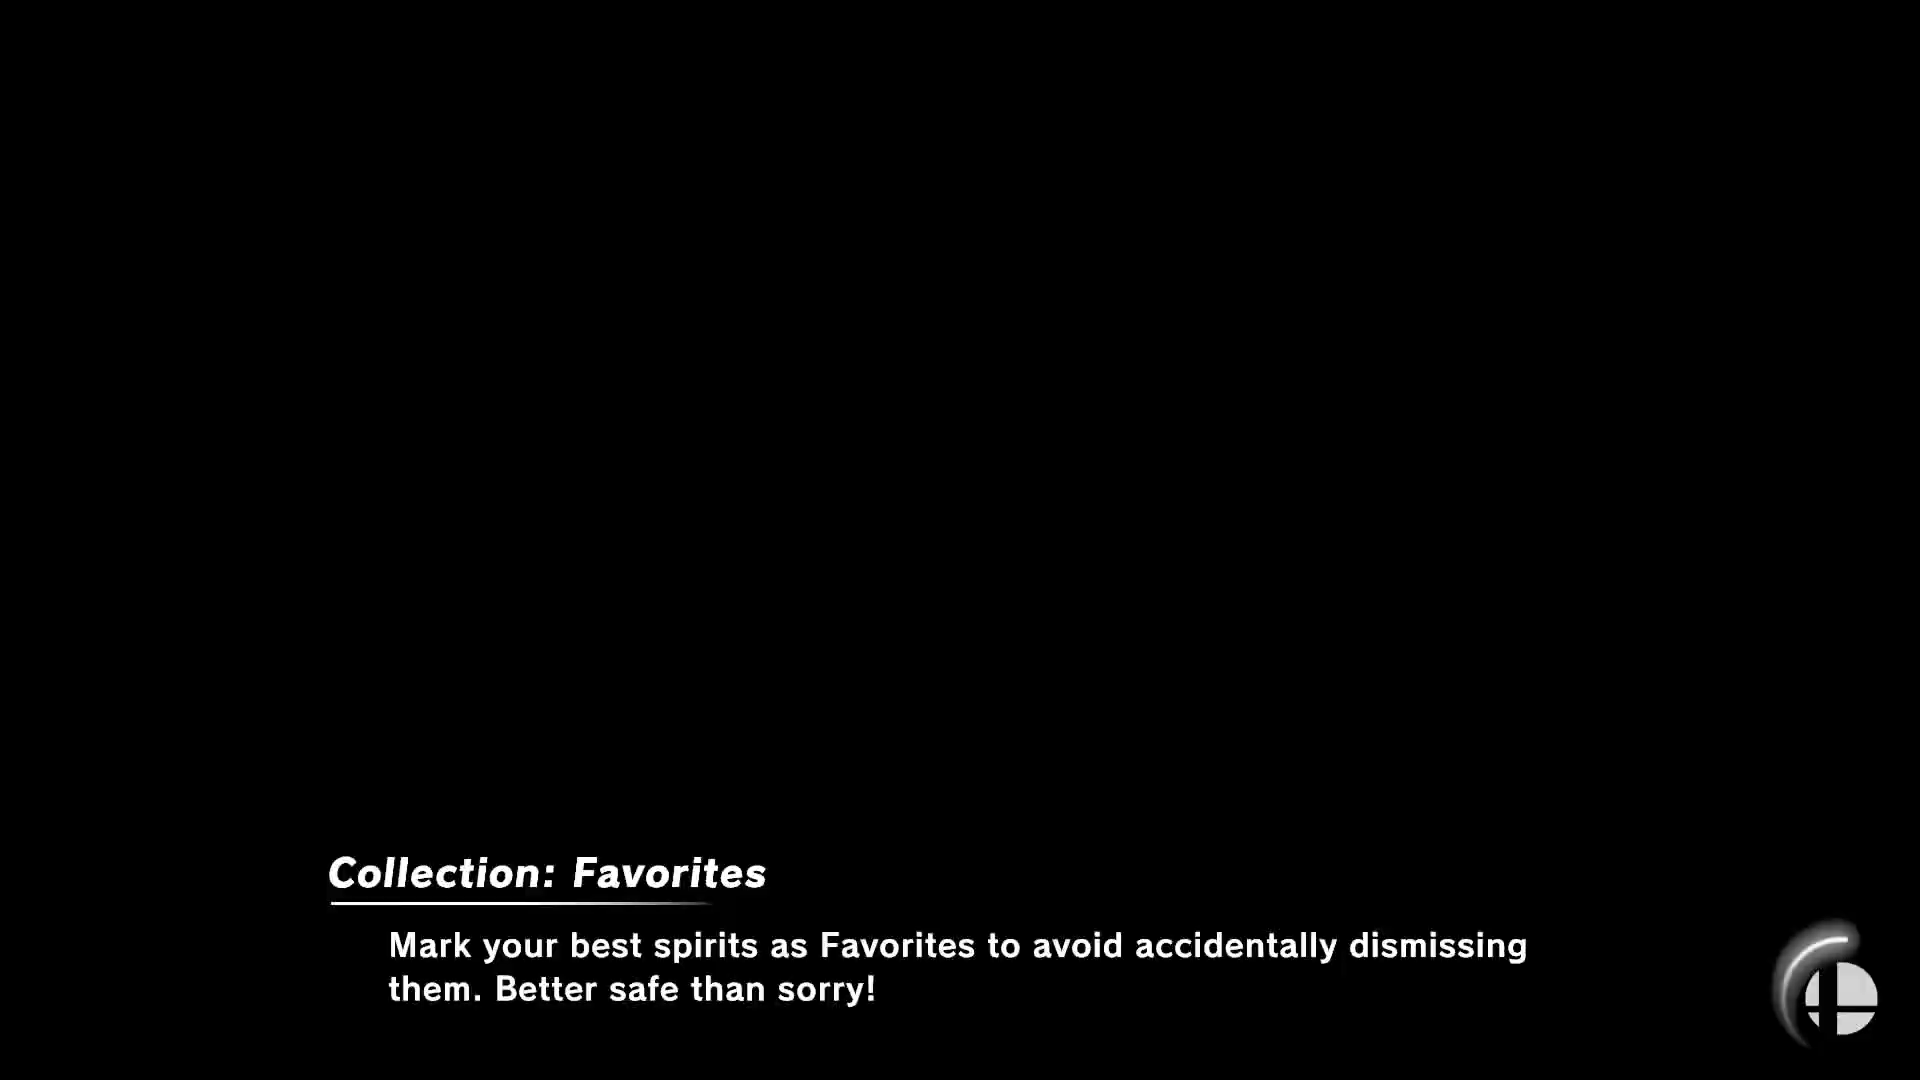 Collection: Favorites
Mark your best spirits as Favorites to avoid accidentally dismissing
them. Better safe than sorry!